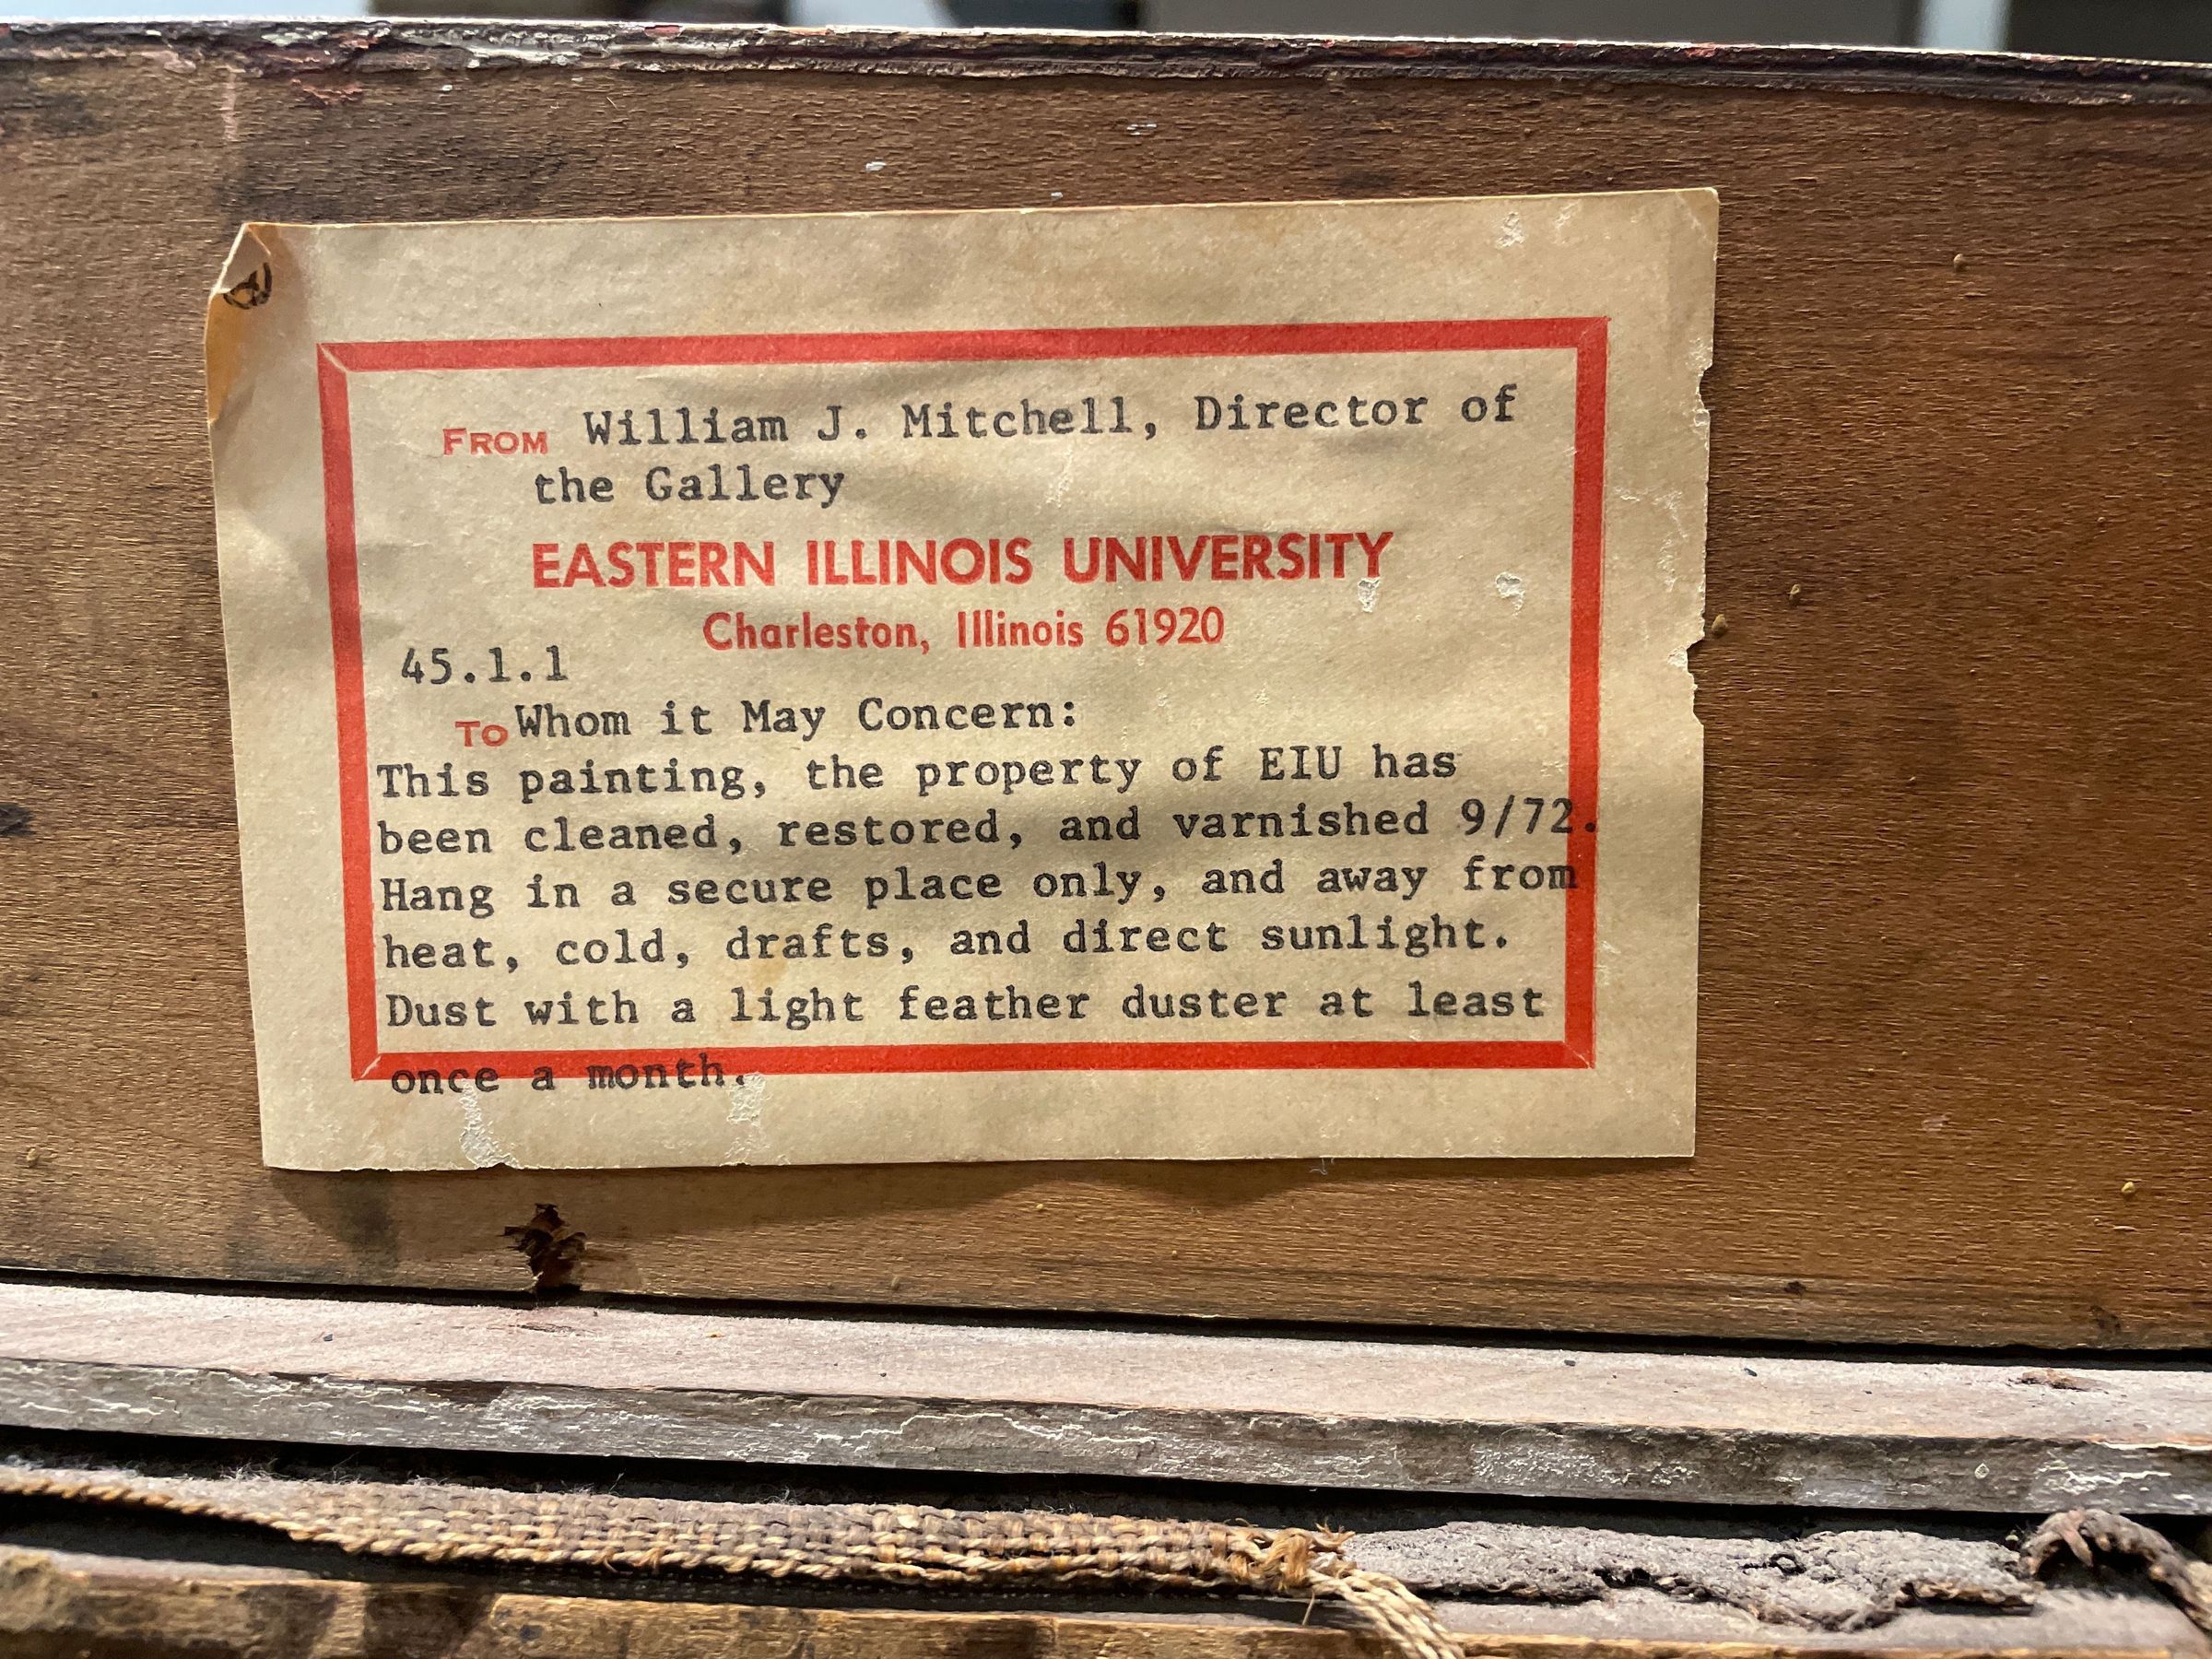 FROM William J. Mitchell, Director of
the Gallery
EASTERN ILLINOIS UNIVERSITY
Charleston, Illinois 61920
45.1.1
To Whom it May Concern:
This painting, the property of EIU has
been cleaned, restored, and varnished 9/72.
Hang in a secure place only, and away from
heat, cold, drafts, and direct sunlight.
Dust with a light feather duster at least
once a month.